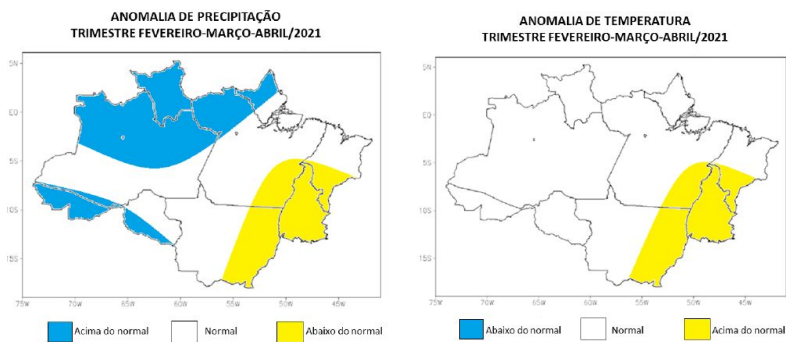 ANOMALIA DE PRECIPITAÇÃO
TRIMESTRE FEVEREIRO-MARÇO-ABRIL/2021
5N
EQ
5S
10S
15S
75W
70W
65W
60W
55W
50W
45W
Acima do normal
Normal
Abaixo do normal
ANOMALIA DE TEMPERATURA
TRIMESTRE FEVEREIRO-MARÇO-ABRIL/2021
5N
EQ
5S
10S
15S
75W
70W
65W
60W
55W
50W
45W
Abaixo do normal
Normal
Acima do normal